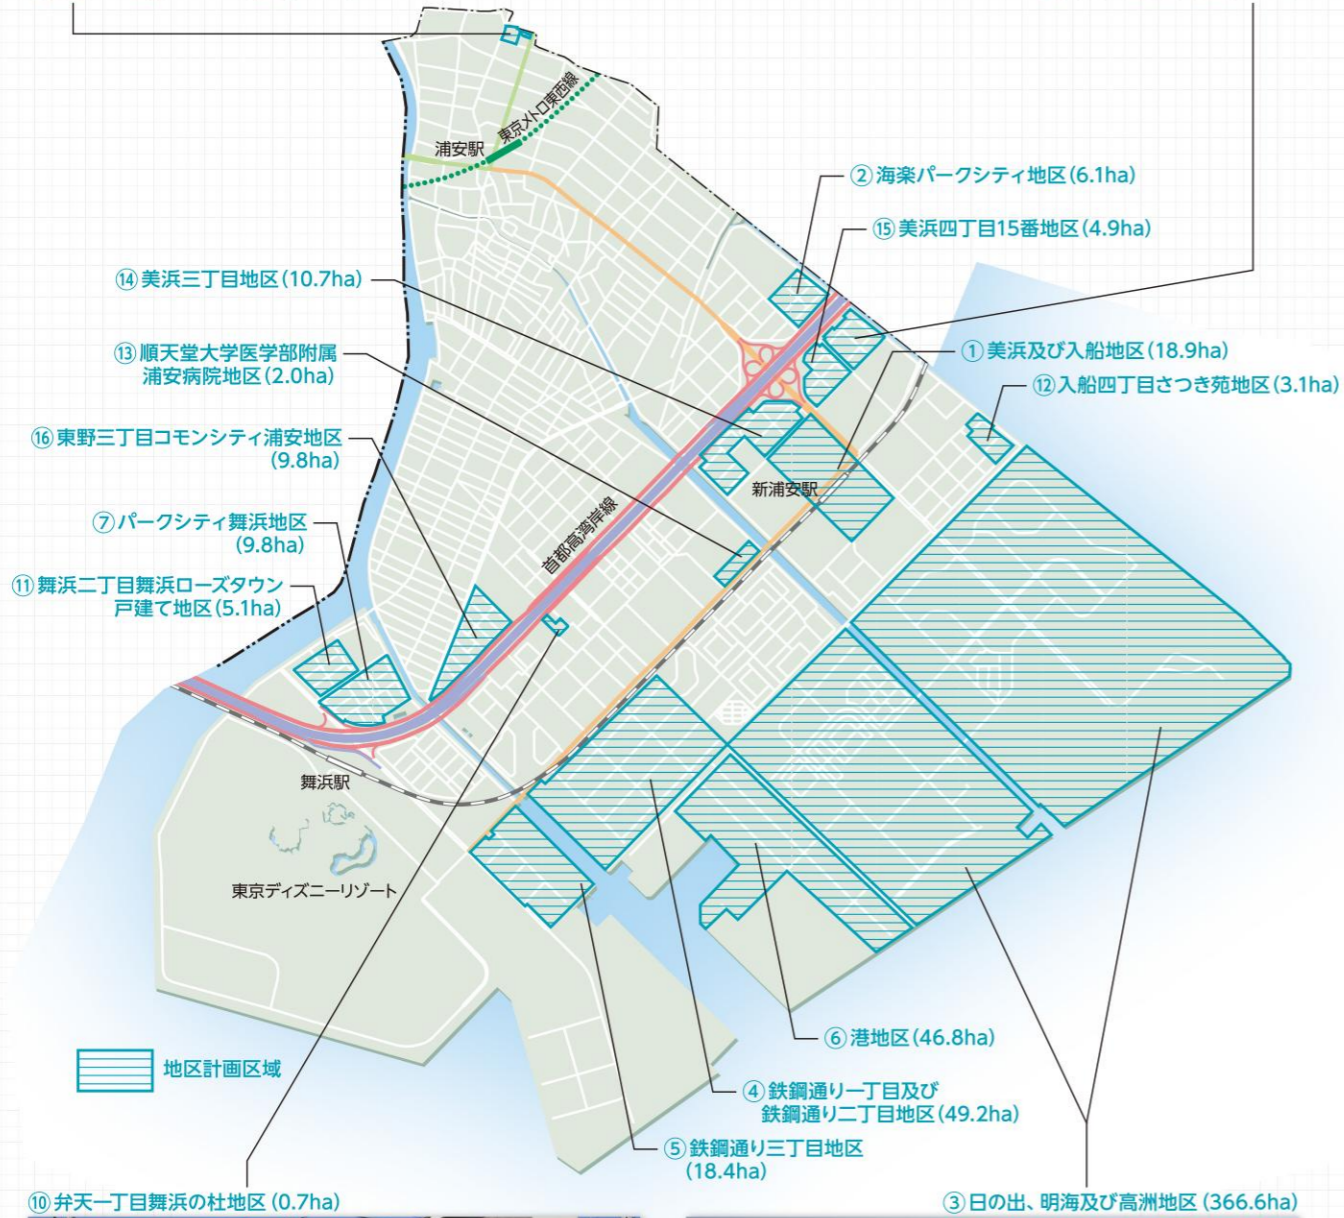 東京メトロ東西線
浦安駅
②海楽パークシティ地区(6.1ha)
⑮美浜四丁目15番地区(4.9ha)
⑭美浜三丁目地区(10.7ha)
⑬順天堂大学医学部附属
浦安病院地区(2.0ha)
①美浜及び入船地区(18.9ha)
⑫入船四丁目さつき苑地区(3.1ha)
⑯東野三丁目コモンシティ浦安地区
(9.8ha)
新浦安駅
⑦パークシティ舞浜地区
(9.8ha)
首都高湾岸線
⑪舞浜二丁目舞浜ローズタウン
戸建て地区(5.1ha)
舞浜駅
東京ディズニーリゾート
⑥港地区(46.8ha)
地区計画区域
④鉄鋼通り一丁目及び
鉄鋼通り二丁目地区(49.2ha)
⑤鉄鋼通り三丁目地区
(18.4ha)
⑩弁天一丁目舞浜の杜地区(0.7ha)
③日の出、明海及び高洲地区(366.6ha)